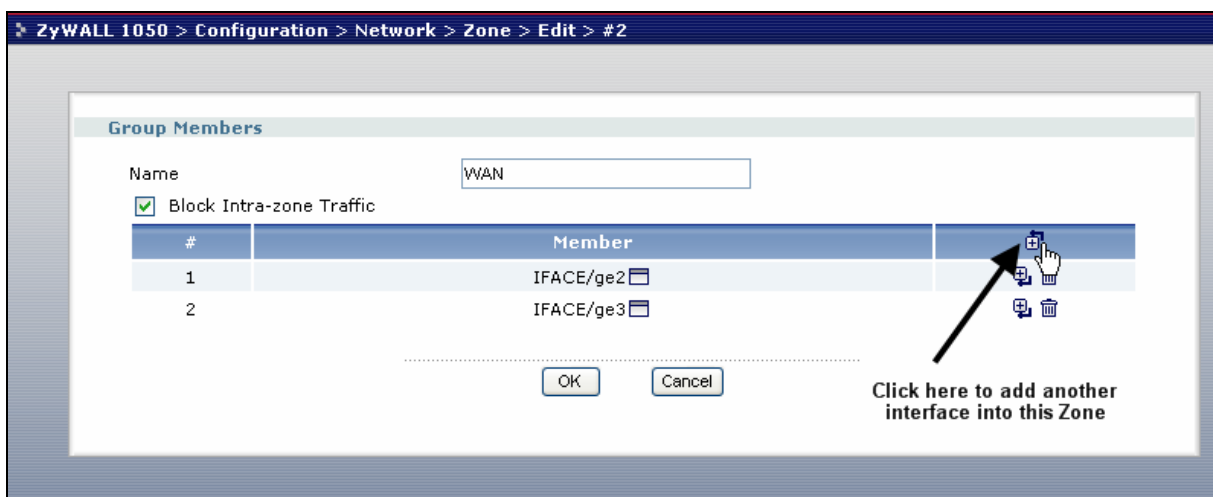 ZyWALL 1050 > Configuration > Network > Zone > Edit > #2
Group Members
Name WAN
Block Intra-zone Traffic
# Member
1 IFACE/ge2
2 IFACE/ge3
OK Cancel
Click here to add another
interface into this Zone